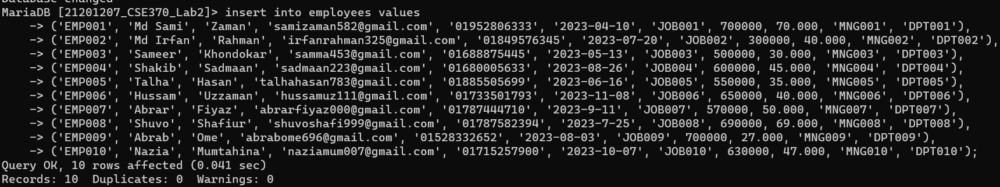 Database changed
MariaDB [21201207_CSE370_Lab2]> insert into employees values
-> ('EMP001', 'Md Sami', 'Zaman', 'samizaman582@gmail.com', '01952806333', '2023-04-10', 'JOB001', 700000, 70.000, 'MNG001', 'DPT001'),
-> ('EMP002', 'Md Irfan', 'Rahman', 'irfanrahman325@gmail.com', '01849576345', '2023-07-20', 'JOB002', 300000, 40.000, 'MNG002', 'DPT002'),
-> ('EMP003', 'Sameer', 'Khondokar', 'samma453@gmail.com', '01688875445', '2023-05-13', 'JOB003', 500000, 30.000, 'MNG003', 'DPT003'),
-> ('EMP004', 'Shakib', 'Sadmaan', 'sadmaan223@gmail.com', '01680005633', '2023-08-26', 'JOB004', 600000, 45.000, 'MNG004', 'DPT004'),
-> ('EMP005', 'Talha', 'Hasan', 'talhahasan783@gmail.com', '01885505699', '2023-06-16', 'JOB005', 550000, 35.000, 'MNG005', 'DPT005'),
-> ('EMP006', 'Hussam', 'Uzzaman', 'hussamuz111@gmail.com', '01733501793', '2023-11-08', 'JOB006', 650000, 40.000, 'MNG006', 'DPT006'),
-> ('EMP007', 'Abrar', 'Fiyaz', 'abrarfiyaz000@gmail.com', '01787444710', '2023-9-11', 'JOB007', 570000, 50.000, 'MNG007', 'DPT007'),
-> ('EMP008', 'Shuvo', 'Shafiur', 'shuvoshafi999@gmail.com', '01787582394', '2023-7-25', 'JOB008', 690000, 69.000, 'MNG008', 'DPT008'),
-> ('EMP009', 'Abrab', 'Ome', 'abrabome696@gmail.com', '01528332652', '2023-08-03', 'JOB009', 700000, 27.000, 'MNG009', 'DPT009'),
-> ('EMP010', 'Nazia', 'Mumtahina', 'naziamum007@gmail.com', '01715257900', '2023-10-07', 'JOB010', 630000, 47.000, 'MNG010', 'DPT010');
Query OK, 10 rows affected (0.041 sec)
Records: 10  Duplicates: 0  Warnings: 0